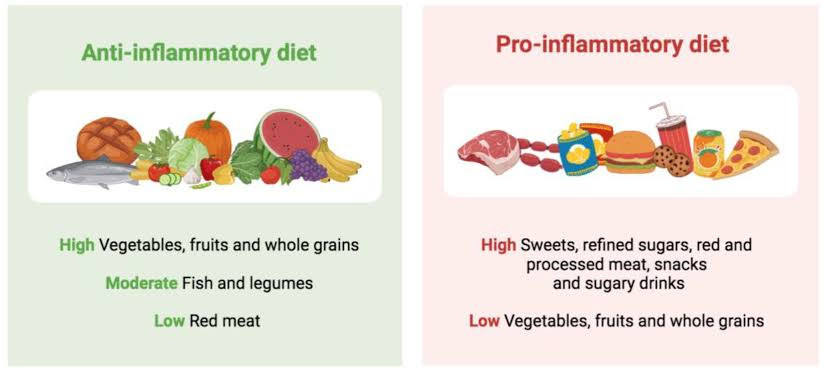 Anti-inflammatory diet
High Vegetables, fruits and whole grains
Moderate Fish and legumes
Low Red meat
Pro-inflammatory diet
High Sweets, refined sugars, red and
processed meat, snacks
and sugary drinks
Low Vegetables, fruits and whole grains